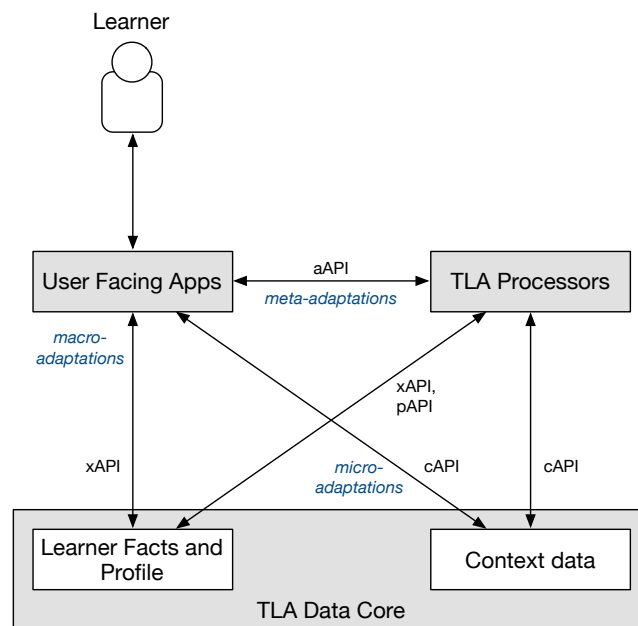 Learner
User Facing Apps
aAPI
meta-adaptations
TLA Processors
macro-
adaptations
xAPI,
pAPI
xAPI
micro-
adaptations
cAPI
cAPI
Learner Facts and
Profile
Context data
TLA Data Core